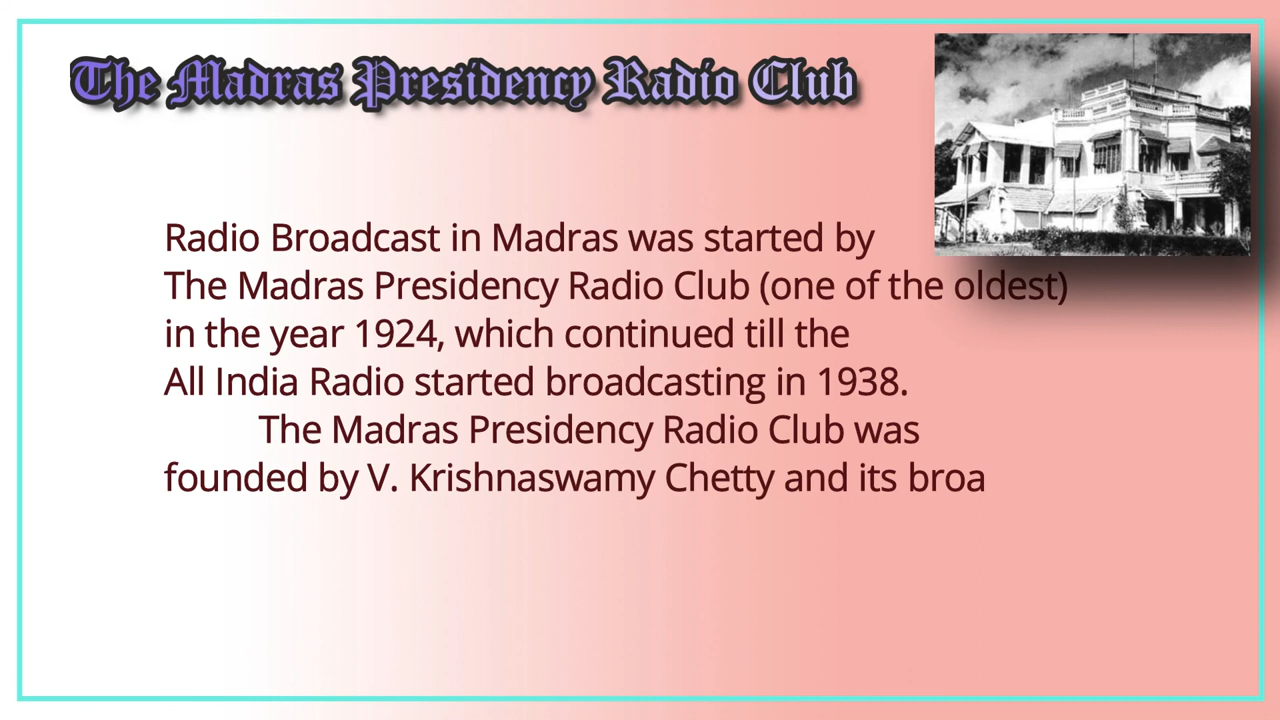 The Madras Presidency Radio Club
Radio Broadcast in Madras was started by
The Madras Presidency Radio Club (one of the oldest)
in the year 1924, which continued till the
All India Radio started broadcasting in 1938.
The Madras Presidency Radio Club was
founded by V. Krishnaswamy Chetty and its broa